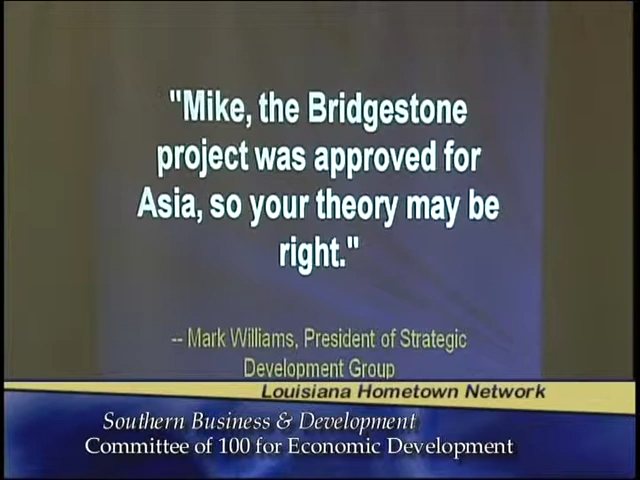 "Mike, the Bridgestone
project was approved for
Asia, so your theory may be
right."
-- Mark Williams, President of Strategic
Development Group
Louisiana Hometown Network
Southern Business & Development
Committee of 100 for Economic Development